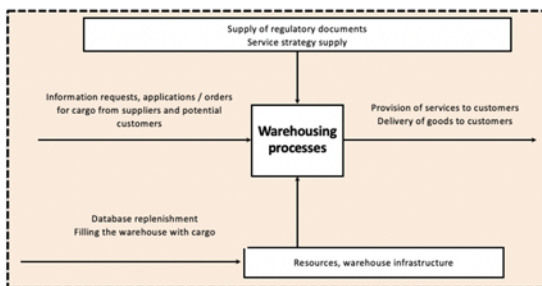 Supply of regulatory documents
Service strategy supply
Information requests, applications / orders
for cargo from suppliers and potential
customers
Warehousing
processes
Provision of services to customers
Delivery of goods to customers
Database replenishment
Filling the warehouse with cargo
Resources, warehouse infrastructure